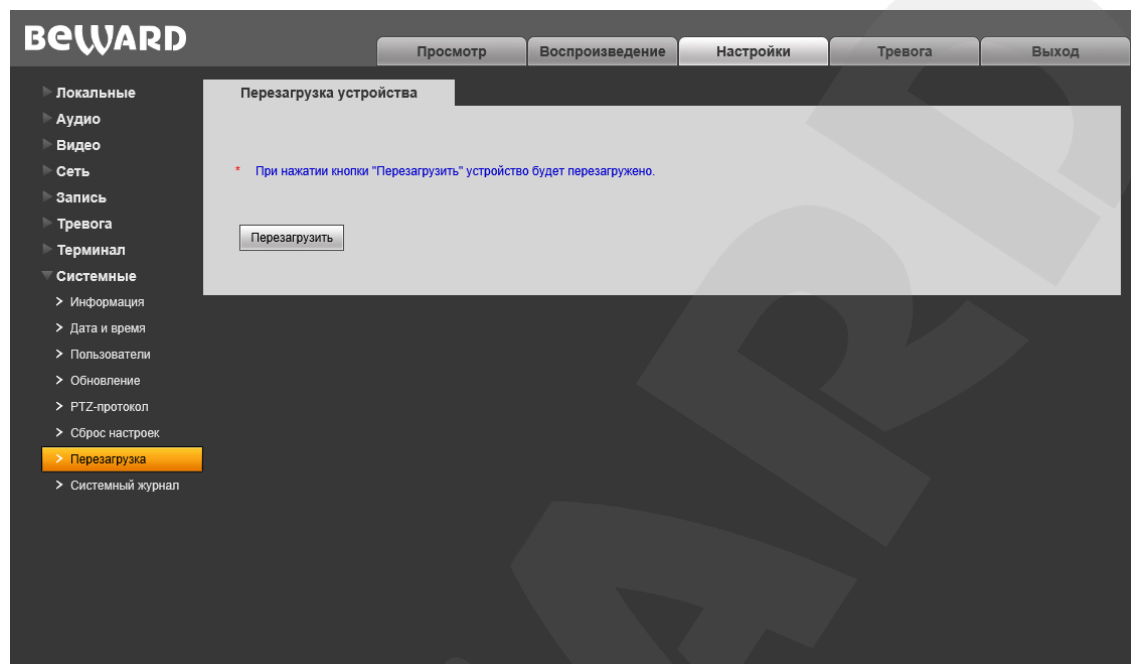 BEWARD
Просмотр Воспроизведение Настройки Тревога Выход
Локальные
Аудио
Видео
Сеть
Запись
Тревога
Терминал
Системные
> Информация
> Дата и время
> Пользователи
> Обновление
> PTZ-протокол
> Сброс настроек
> Перезагрузка
> Системный журнал
Перезагрузка устройства
* При нажатии кнопки "Перезагрузить" устройство будет перезагружено.
Перезагрузить